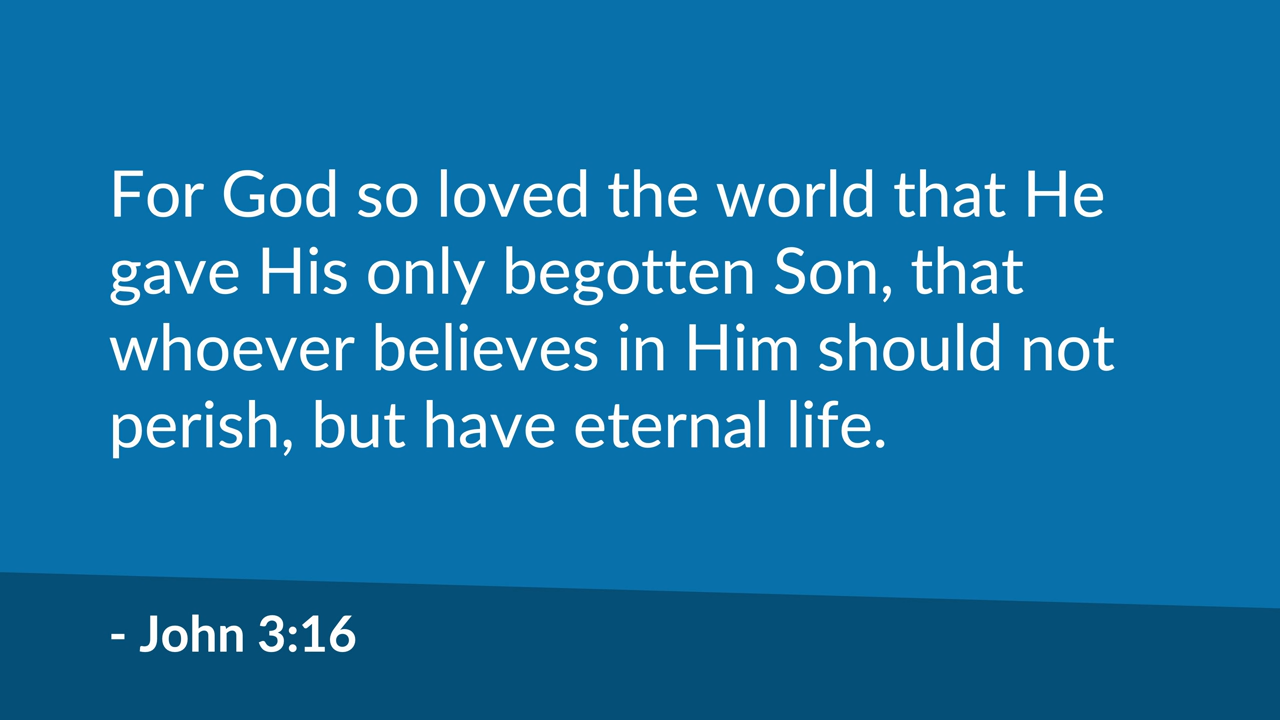 For God so loved the world that He
gave His only begotten Son, that
whoever believes in Him should not
perish, but have eternal life.
- John 3:16